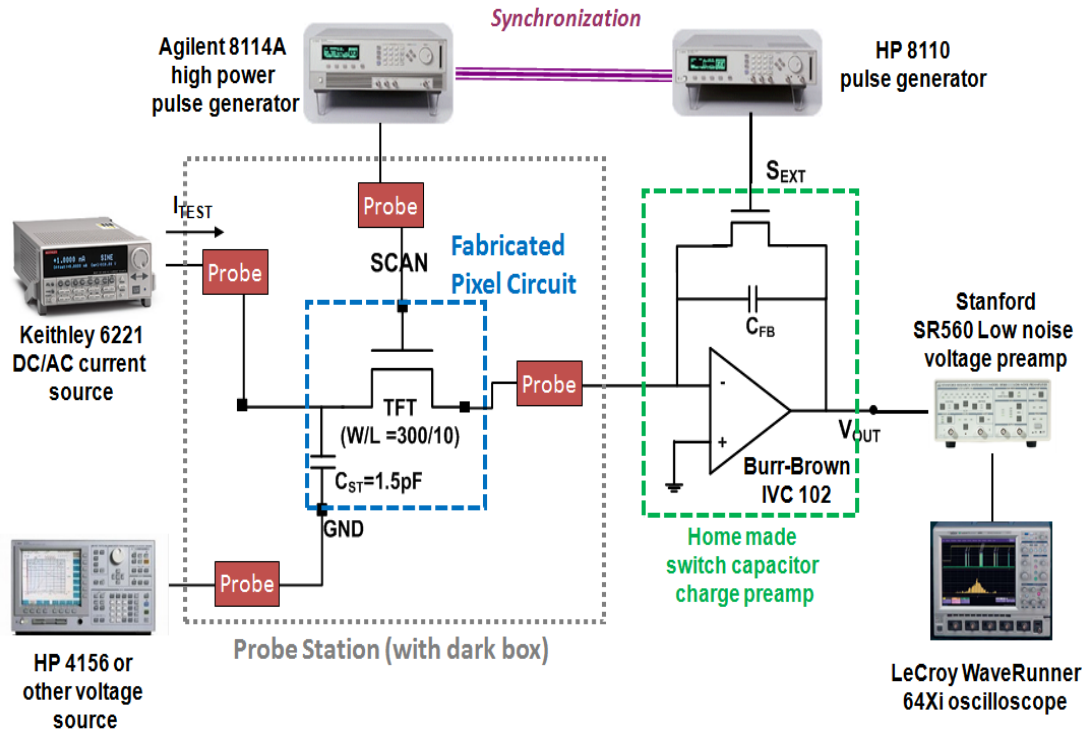 Synchronization
Agilent 8114A
high power
pulse generator
HP 8110
pulse generator
S_EXT
I_TEST
Probe
Probe
SCAN
Fabricated
Pixel Circuit
Keithley 6221
DC/AC current
source
C_FB
Stanford
SR560 Low noise
voltage preamp
Probe
TFT
(W/L =300/10)
-
+
V_OUT
C_ST=1.5pF
Burr-Brown
IVC 102
GND
Home made
switch capacitor
charge preamp
Probe
Probe Station (with dark box)
HP 4156 or
other voltage
source
LeCroy WaveRunner
64Xi oscilloscope